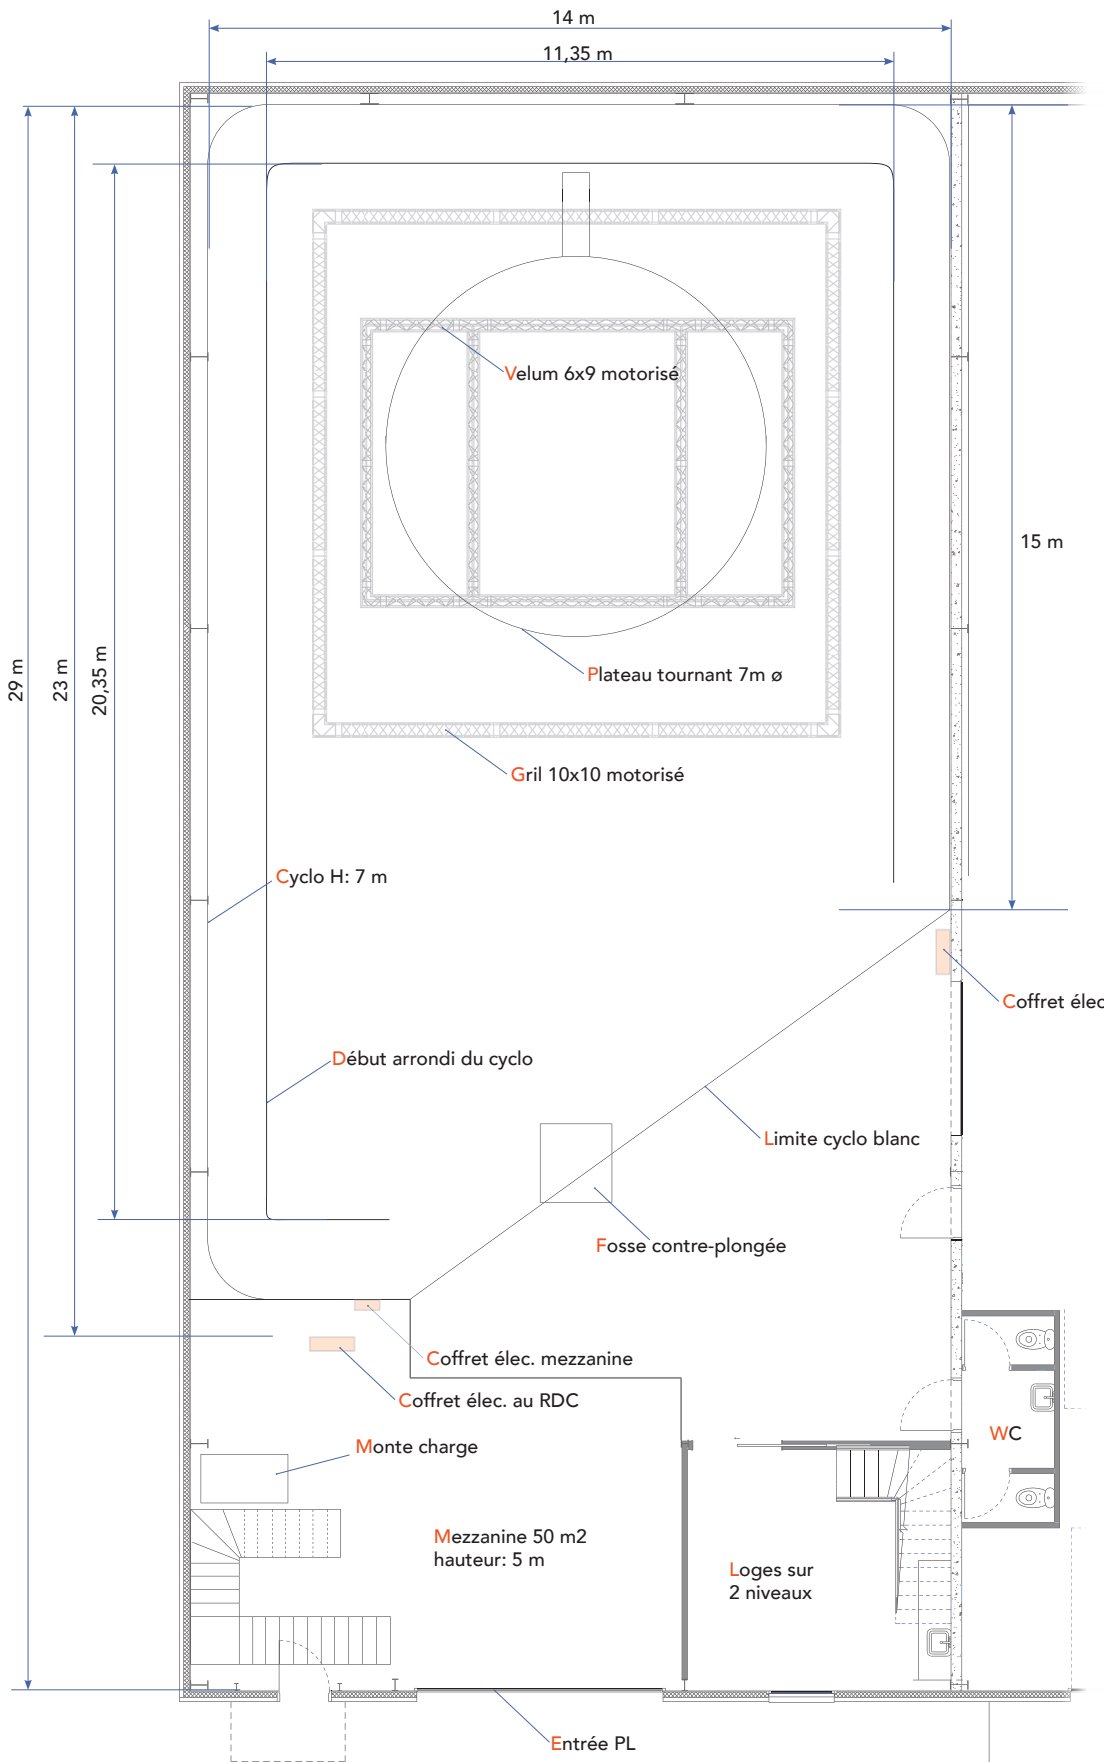 14 m
11,35 m
Velum 6x9 motorisé
15 m
29 m
23 m
20,35 m
Plateau tournant 7m ø
Gril 10x10 motorisé
Cyclo H: 7 m
Coffret élec
Début arrondi du cyclo
Limite cyclo blanc
Fosse contre-plongée
Coffret élec. mezzanine
Coffret élec. au RDC
Monte charge
WC
Mezzanine 50 m2
hauteur: 5 m
Loges sur
2 niveaux
Entrée PL